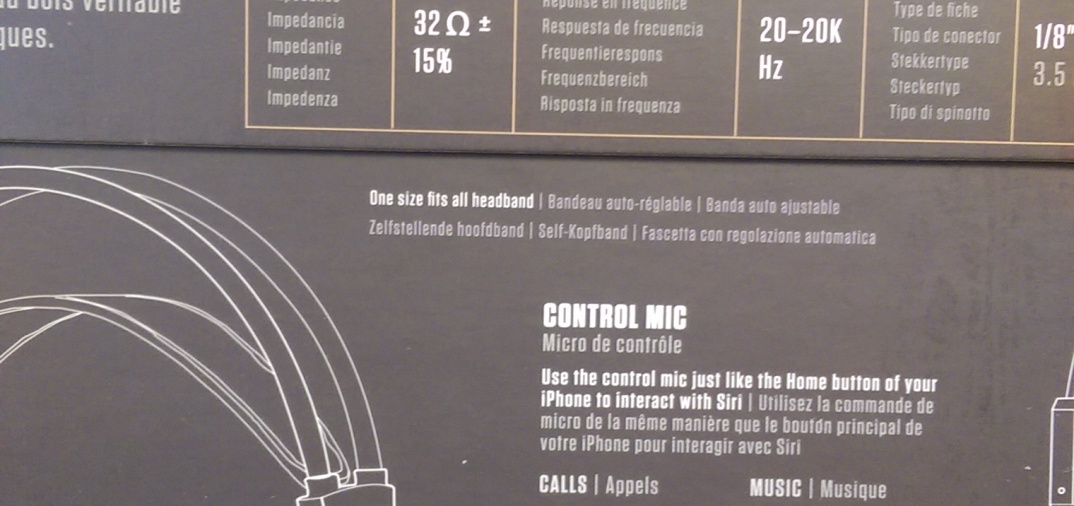 véritable
ques.
Impedancia
Impedantie
Impedanz
Impedenza
32 Ω ±
15%
Réponse en fréquence
Respuesta de frecuencia
Frequentierespons
Frequenzbereich
Risposta in frequenza
20–20K
Hz
Type de fiche
Tipo de conector
Stekkertype
Steckertyp
Tipo di spinotto
1/8"
3.5
One size fits all headband | Bandeau auto-réglable | Banda auto ajustable
Zelfstellende hoofdband | Self-Kopfband | Fascetta con regolazione automatica
CONTROL MIC
Micro de contrôle
Use the control mic just like the Home button of your
iPhone to interact with Siri | Utilisez la commande de
micro de la même manière que le boutón principal de
votre iPhone pour interagir avec Siri
CALLS | Appels
MUSIC | Musique